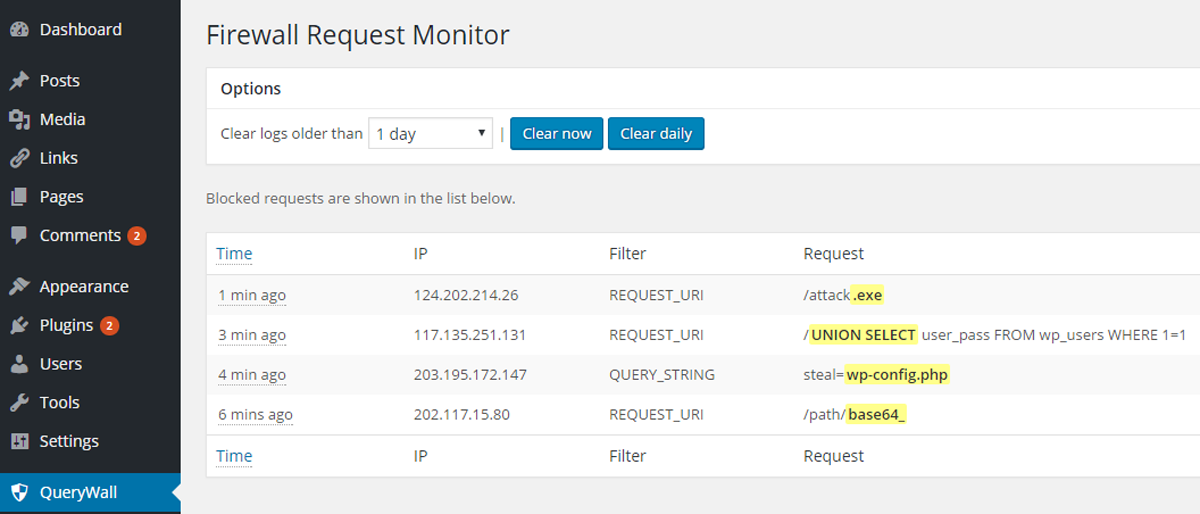 Dashboard
Posts
Media
Links
Pages
Comments 2
Appearance
Plugins 2
Users
Tools
Settings
QueryWall
Firewall Request Monitor
Options
Clear logs older than 1 day | Clear now Clear daily
Blocked requests are shown in the list below.
Time IP Filter Request
1 min ago 124.202.214.26 REQUEST_URI /attack.exe
3 min ago 117.135.251.131 REQUEST_URI /UNION SELECT user_pass FROM wp_users WHERE 1=1
4 min ago 203.195.172.147 QUERY_STRING steal=wp-config.php
6 mins ago 202.117.15.80 REQUEST_URI /path/base64_
Time IP Filter Request